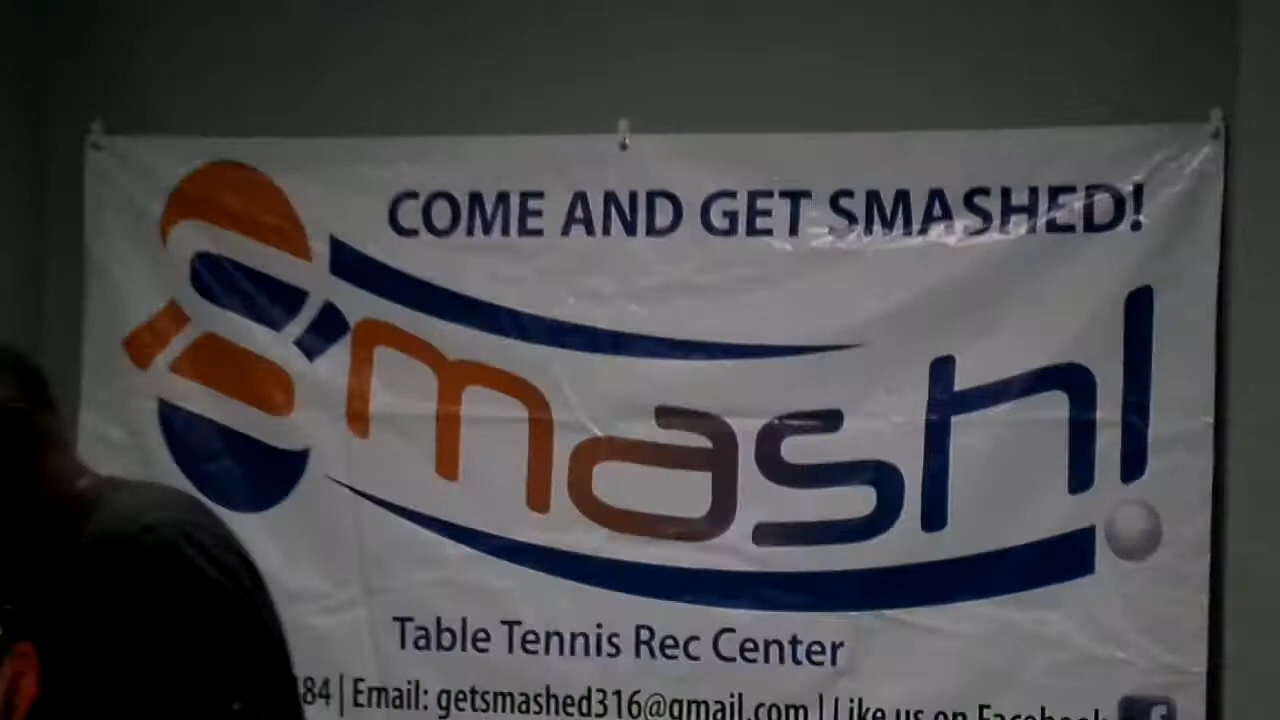 COME AND GET SMASHED!
Smash!
Table Tennis Rec Center
84 | Email: getsmashed316@gmail.com | Like us on Facebook f